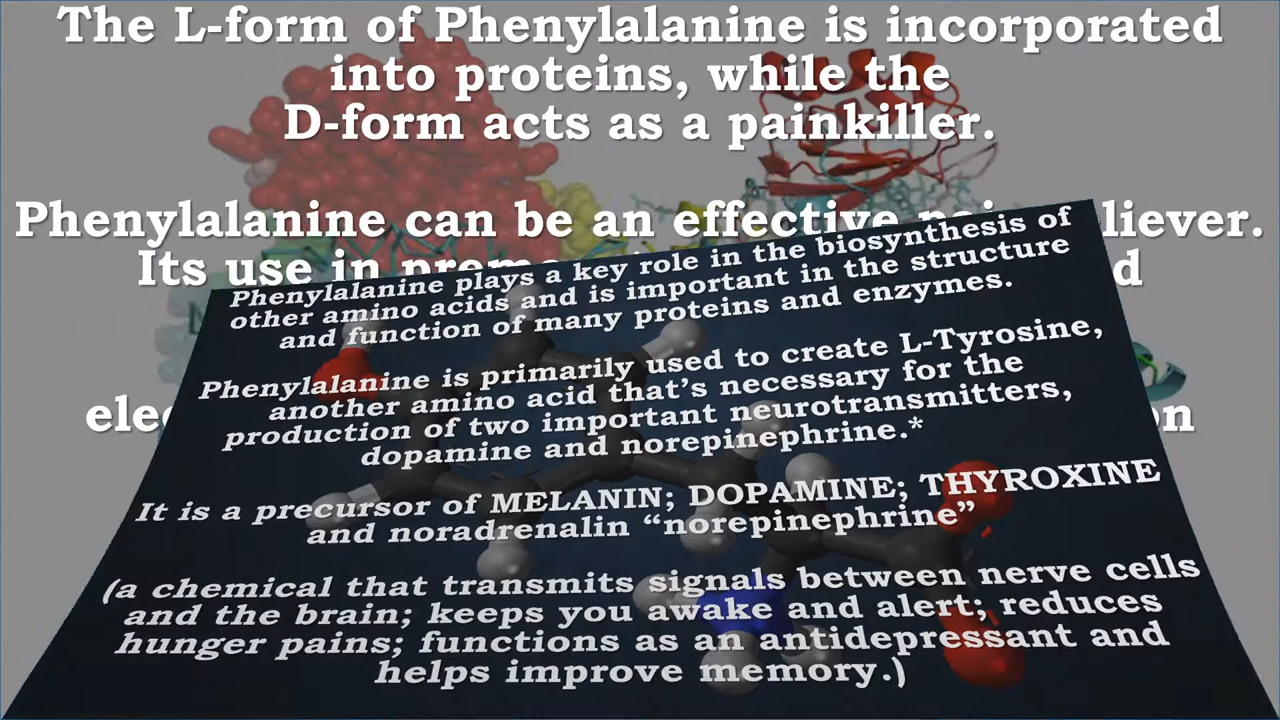 The L-form of Phenylalanine is incorporated
into proteins, while the
D-form acts as a painkiller.
Phenylalanine can be an effective
Its use in
Phenylalanine plays a key role in the biosynthesis of
other amino acids and is important in the structure
and function of many proteins and enzymes.
Phenylalanine is primarily used to create L-Tyrosine,
another amino acid that’s necessary for the
production of two important neurotransmitters,
dopamine and norepinephrine.*
It is a precursor of MELANIN; DOPAMINE; THYROXINE
and noradrenalin “norepinephrine”
(a chemical that transmits signals between nerve cells
and the brain; keeps you awake and alert; reduces
hunger pains; functions as an antidepressant and
helps improve memory.)